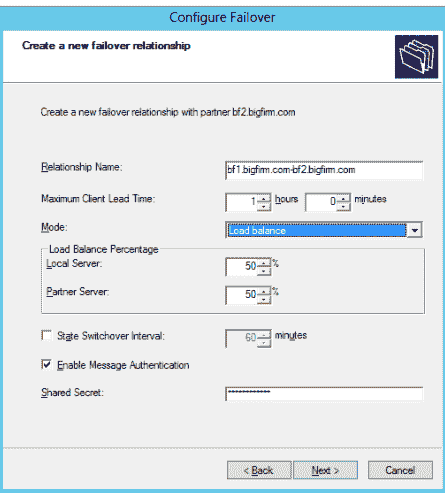 Configure Failover
Create a new failover relationship
Create a new failover relationship with partner bf2.bigfirm.com
Relationship Name: bf1.bigfirm.com-bf2.bigfirm.com
Maximum Client Lead Time: 1 hours 0 minutes
Mode: Load balance
Load Balance Percentage
Local Server: 50 %
Partner Server: 50 %
State Switchover Interval: 60 minutes
Enable Message Authentication
Shared Secret: ************
< Back Next > Cancel